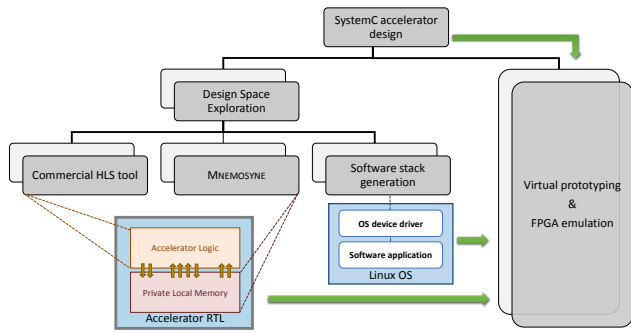 SystemC accelerator
design
Design Space
Exploration
Commercial HLS tool
MNEMOSYNE
Software stack
generation
Virtual prototyping
&
FPGA emulation
OS device driver
Software application
Linux OS
Accelerator Logic
Private Local Memory
Accelerator RTL